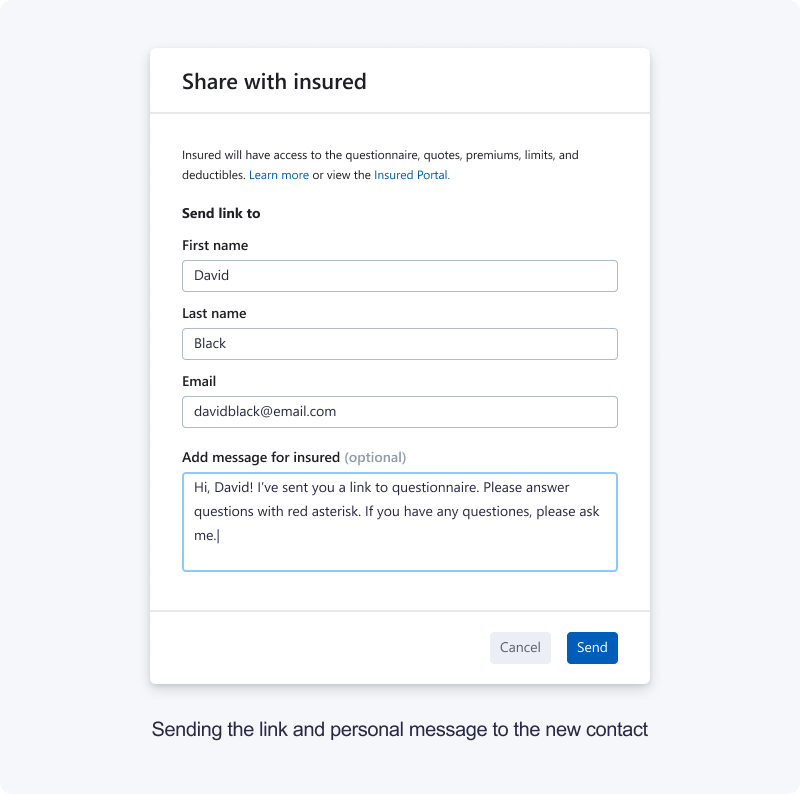 Share with insured
Insured will have access to the questionnaire, quotes, premiums, limits, and
deductibles. Learn more or view the Insured Portal.
Send link to
First name
David
Last name
Black
Email
davidblack@email.com
Add message for insured (optional)
Hi, David! I've sent you a link to questionnaire. Please answer
questions with red asterisk. If you have any questiones, please ask
me.
Cancel Send
Sending the link and personal message to the new contact